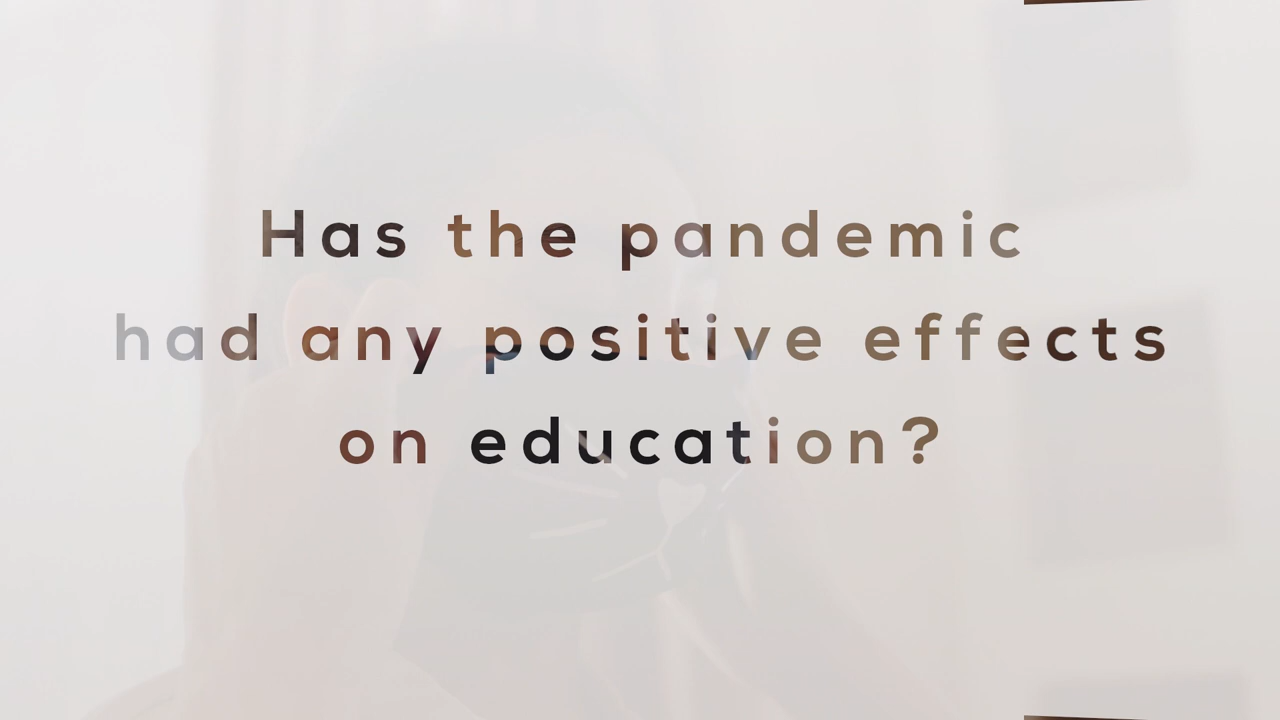 Has the pandemic
had any positive effects
on education?